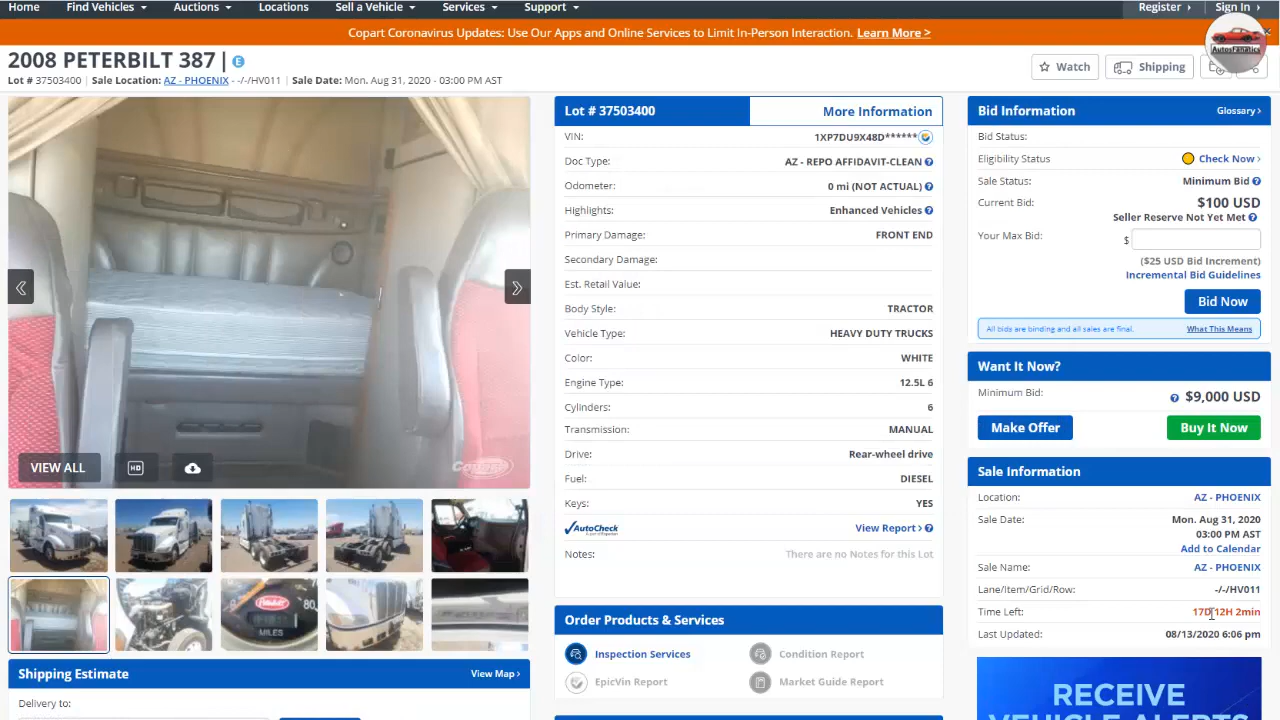 Home Find Vehicles Auctions Locations Sell a Vehicle Services Support Register Sign In
Copart Coronavirus Updates: Use Our Apps and Online Services to Limit In-Person Interaction. Learn More >
2008 PETERBILT 387 | E
Lot # 37503400 | Sale Location: AZ - PHOENIX - -/-/HV011 | Sale Date: Mon. Aug 31, 2020 - 03:00 PM AST
Watch Shipping
VIEW ALL HD
Copart
80 Peterbilt 80
MILES
Shipping Estimate View Map >
Delivery to:
Lot # 37503400 More Information
VIN: 1XP7DU9X48D******
Doc Type: AZ - REPO AFFIDAVIT-CLEAN ?
Odometer: 0 mi (NOT ACTUAL) ?
Highlights: Enhanced Vehicles ?
Primary Damage: FRONT END
Secondary Damage:
Est. Retail Value:
Body Style: TRACTOR
Vehicle Type: HEAVY DUTY TRUCKS
Color: WHITE
Engine Type: 12.5L 6
Cylinders: 6
Transmission: MANUAL
Drive: Rear-wheel drive
Fuel: DIESEL
Keys: YES
AutoCheck View Report > ?
Notes: There are no Notes for this Lot
Order Products & Services
Inspection Services Condition Report
EpicVin Report Market Guide Report
Bid Information Glossary >
Bid Status:
Eligibility Status Check Now >
Sale Status: Minimum Bid ?
Current Bid: $100 USD
Seller Reserve Not Yet Met ?
Your Max Bid: $
($25 USD Bid Increment)
Incremental Bid Guidelines
Bid Now
All bids are binding and all sales are final. What This Means
Want It Now?
Minimum Bid: ? $9,000 USD
Make Offer Buy It Now
Sale Information
Location: AZ - PHOENIX
Sale Date: Mon. Aug 31, 2020
03:00 PM AST
Add to Calendar
Sale Name: AZ - PHOENIX
Lane/Item/Grid/Row: -/-/HV011
Time Left: 17D 12H 2min
Last Updated: 08/13/2020 6:06 pm
RECEIVE
VEHICLE ALERTS